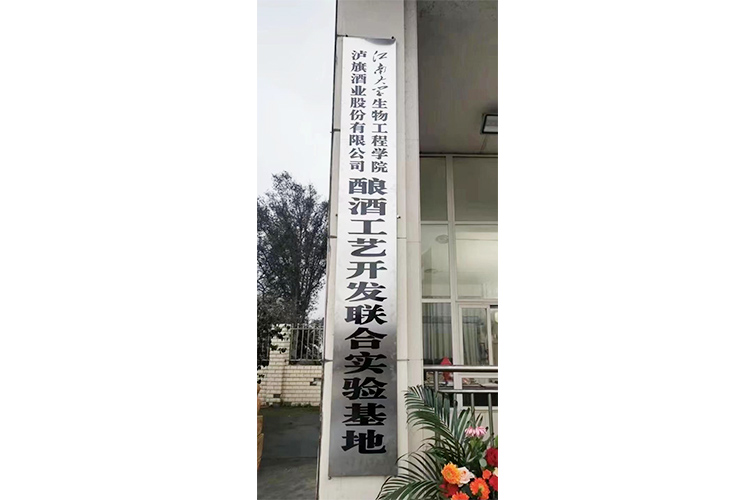 江南大学生物工程学院
泸旗酒业股份有限公司
酿酒工艺开发联合实验基地